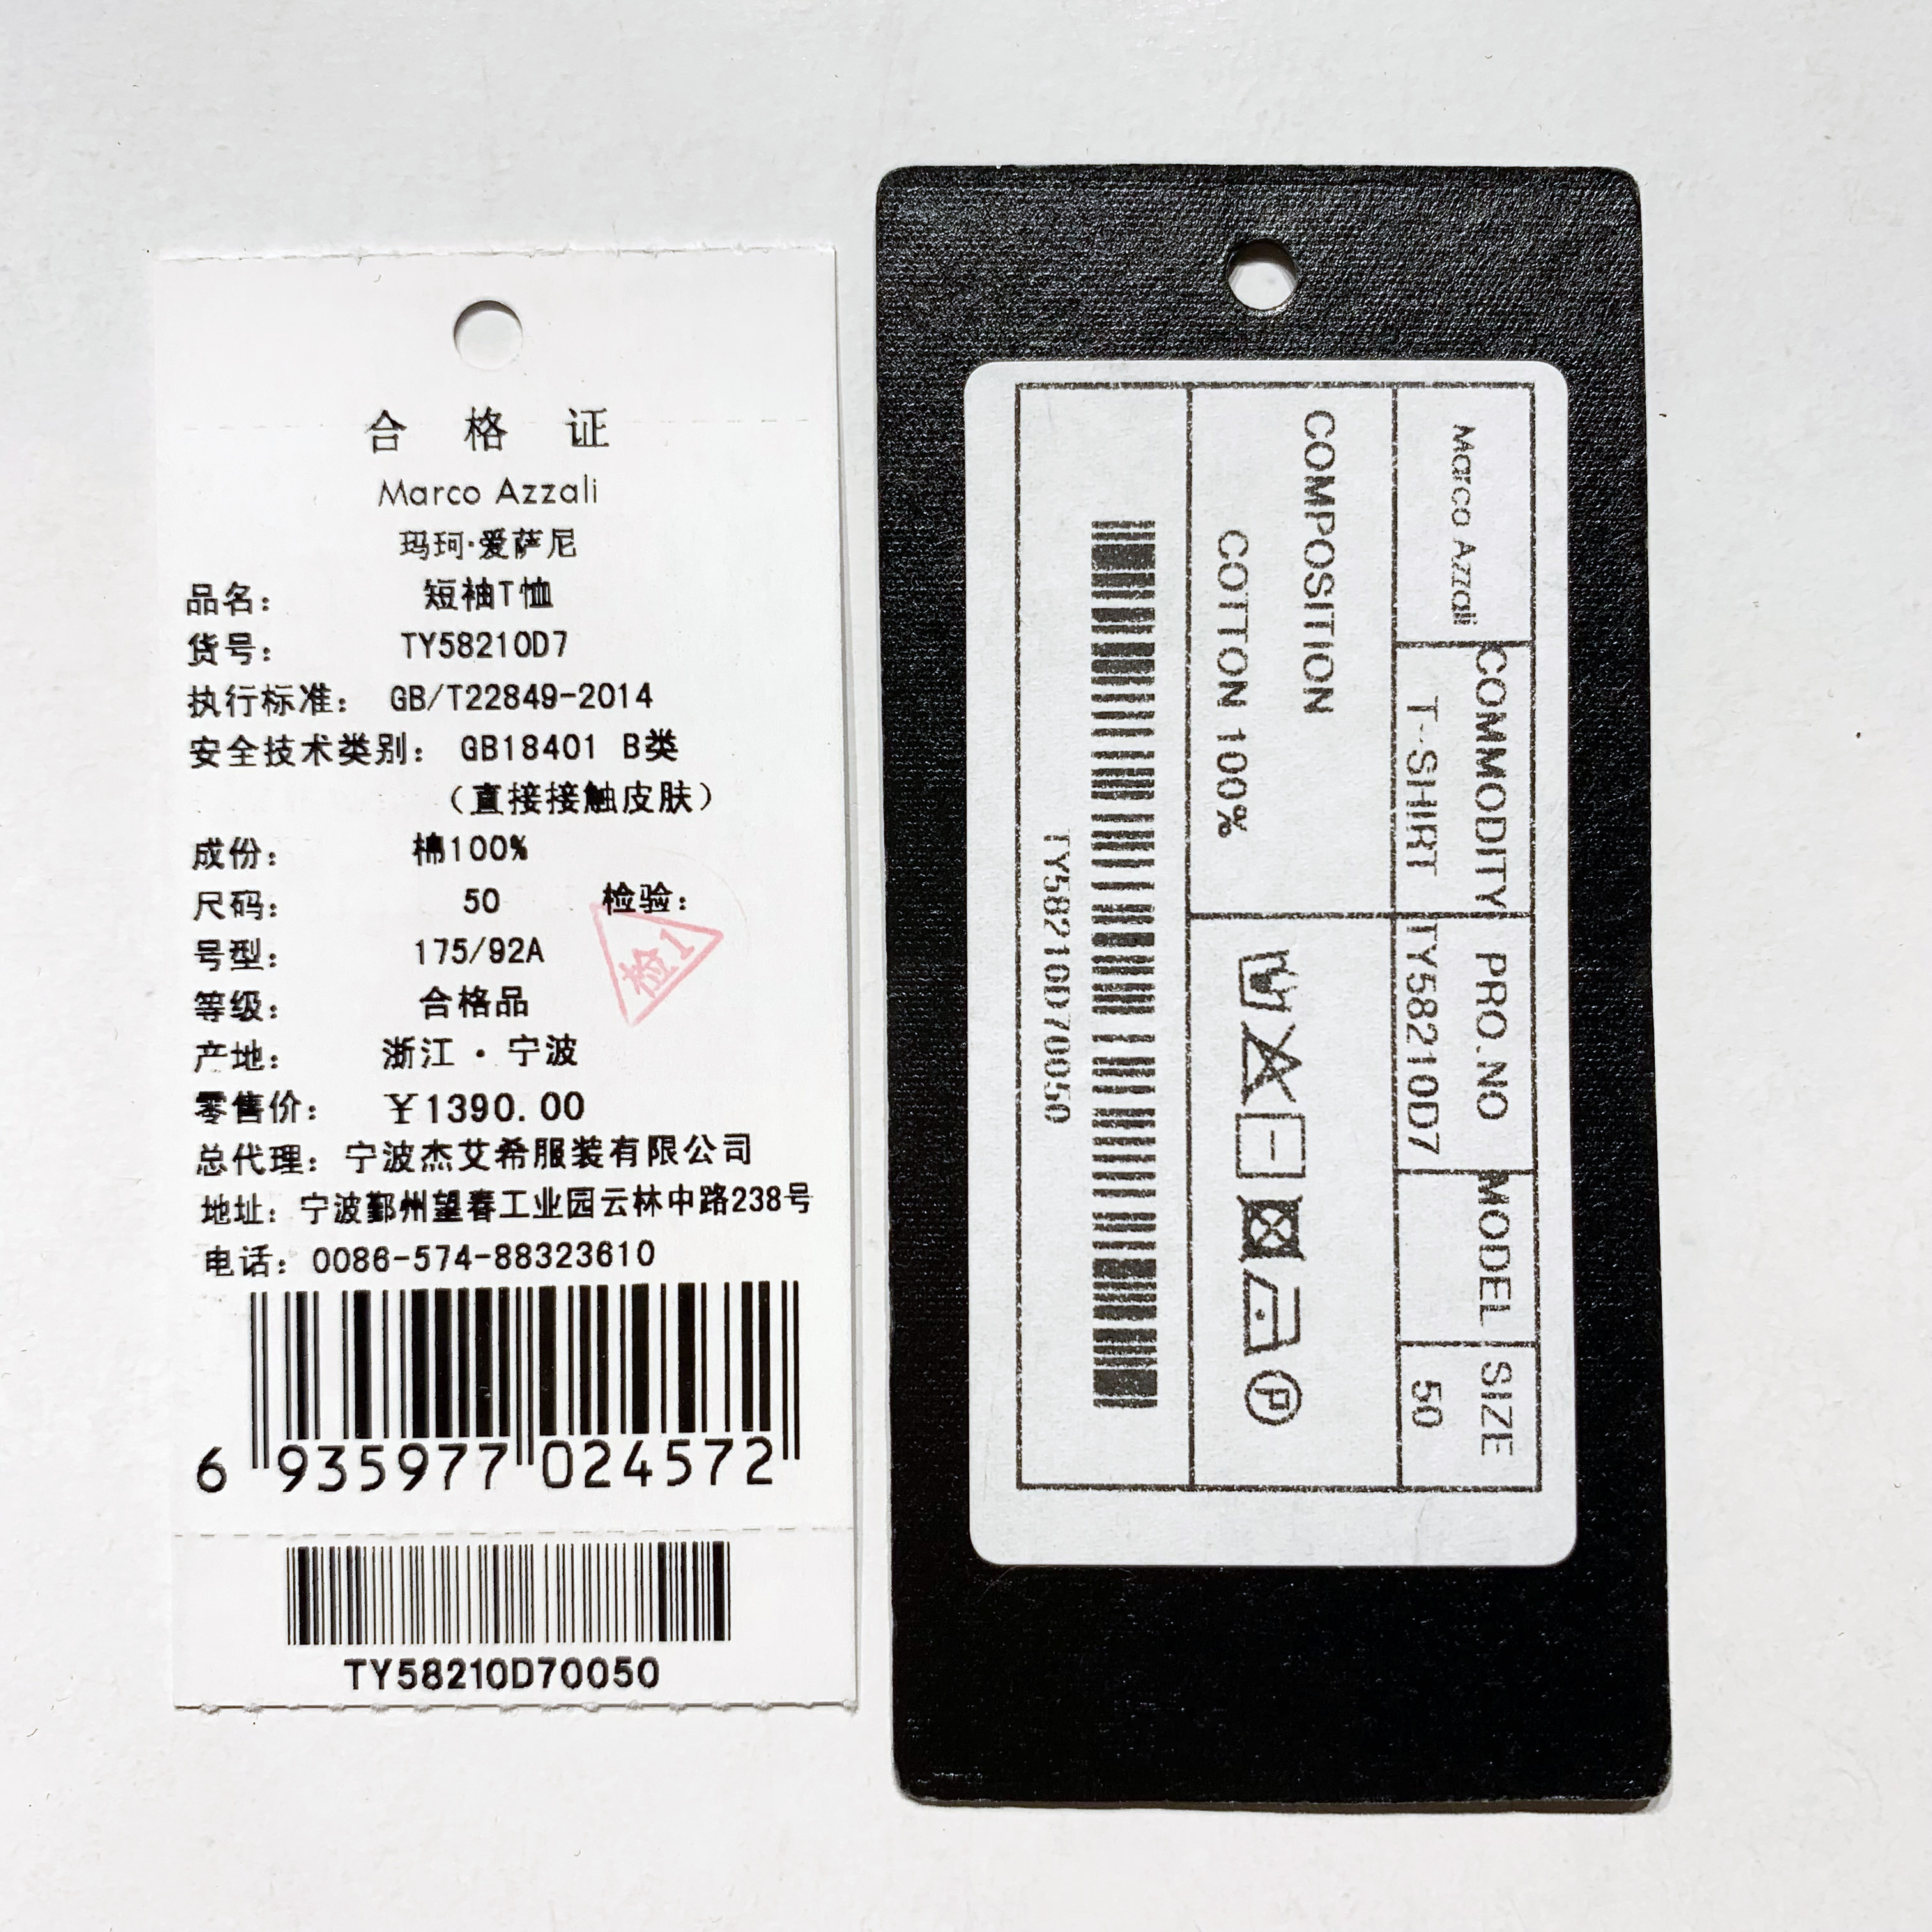 合 格 证
Marco Azzali
玛珂·爱萨尼
品名： 短袖T恤
货号： TY58210D7
执行标准： GB/T22849-2014
安全技术类别： GB18401 B类
（直接接触皮肤）
成份： 棉100%
尺码： 50 检验：
检1
号型： 175/92A
等级： 合格品
产地： 浙江·宁波
零售价： ￥1390.00
总代理： 宁波杰艾希服装有限公司
地址： 宁波鄞州望春工业园云林中路238号
电话： 0086-574-88323610
6 935977 024572
TY58210D70050
Marco Azzali COMMODITY PRO.NO MODEL SIZE
T-SHIRT TY58210D7 50
COMPOSITION
COTTON 100%
P
TY58210D70050